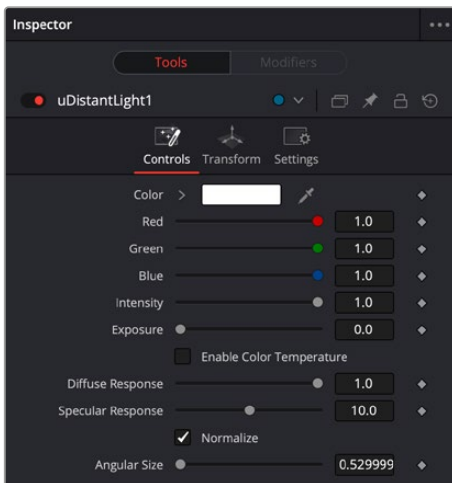 Inspector
Tools Modifiers
uDistantLight1
Controls Transform Settings
Color
Red 1.0
Green 1.0
Blue 1.0
Intensity 1.0
Exposure 0.0
Enable Color Temperature
Diffuse Response 1.0
Specular Response 10.0
Normalize
Angular Size 0.529999